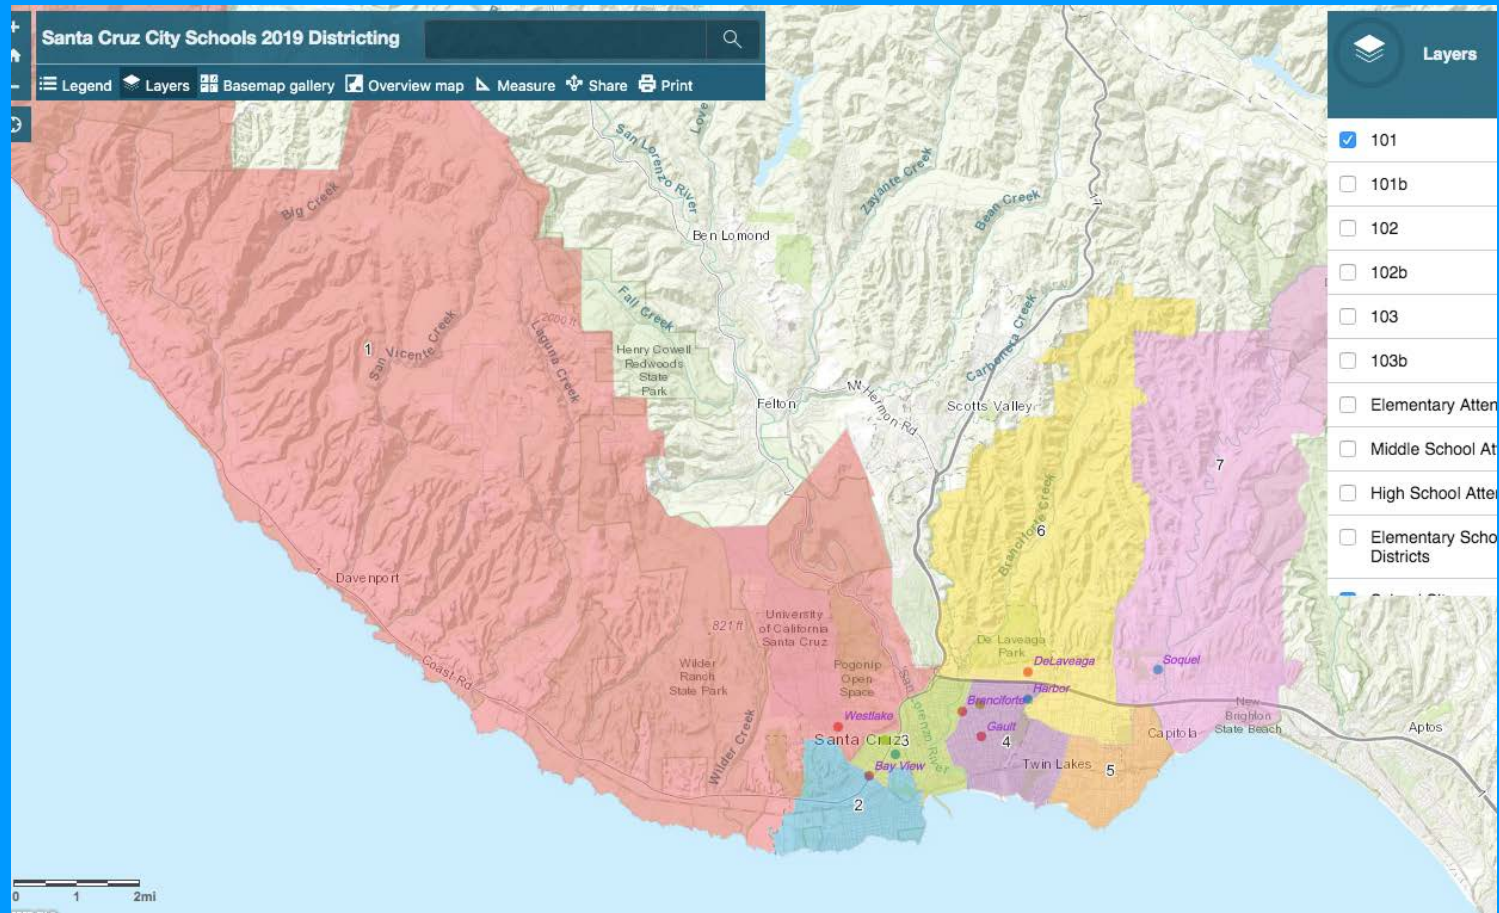 Santa Cruz City Schools 2019 Districting
Legend Layers Basemap gallery Overview map Measure Share Print
Layers
101
101b
102
102b
103
103b
Elementary Atten
Middle School At
High School Atte
Elementary Scho
Districts
Big Creek
San Lorenzo River
Love
Zayante Creek
Bean Creek
17
Ben Lomond
Fall Creek
2000 ft
Laguna Creek
San Vicente Creek
1
Henry Cowell
Redwoods
State
Park
Carbonera Creek
Felton
Mt Hermon Rd
Scotts Valley
7
Branciforte Creek
6
Davenport
1
821 ft
University
of California
Santa Cruz
De Laveaga
Park
DeLaveaga
Soquel
Coast Rd
Wilder
Ranch
State Park
Pogonip
Open
Space
San Lorenzo River
Harbor
Branciforte
New
Brighton
State Beach
Westlake
Gault
Santa Cruz
3
4
Capitola
Aptos
Wilder Creek
Bay View
Twin Lakes
5
2
0 1 2mi